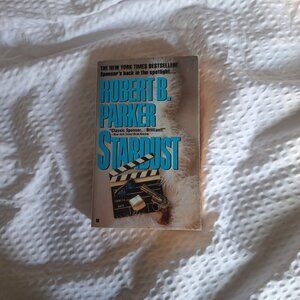 THE NEW YORK TIMES BESTSELLER!
Spenser's back in the spotlight...
ROBERT B.
PARKER
"Classic Spenser... Brilliant!"
STARDUST